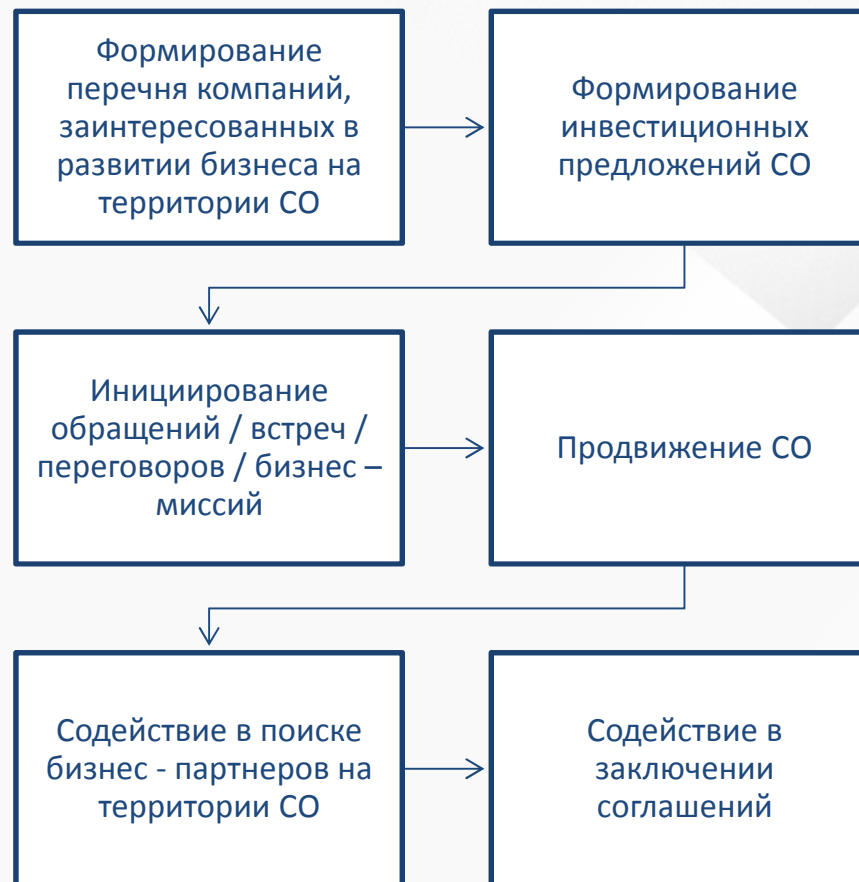 Формирование
перечня компаний,
заинтересованных в
развитии бизнеса на
территории СО
Формирование
инвестиционных
предложений СО
Инициирование
обращений / встреч /
переговоров / бизнес –
миссий
Продвижение СО
Содействие в поиске
бизнес - партнеров на
территории СО
Содействие в
заключении
соглашений